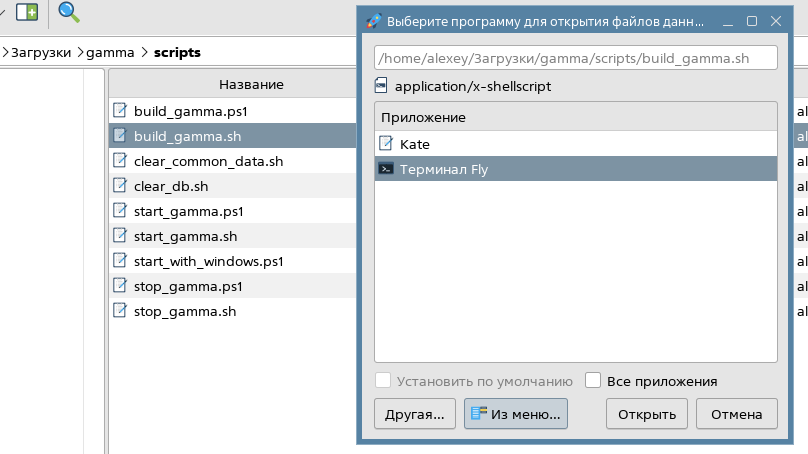 Загрузки gamma scripts
Название
build_gamma.ps1
build_gamma.sh
clear_common_data.sh
clear_db.sh
start_gamma.ps1
start_gamma.sh
start_with_windows.ps1
stop_gamma.ps1
stop_gamma.sh
Выберите программу для открытия файлов данн...
/home/alexey/Загрузки/gamma/scripts/build_gamma.sh
application/x-shellscript
Приложение
Kate
Терминал Fly
Установить по умолчанию Все приложения
Другая... Из меню... Открыть Отмена
al
al
al
al
al
al
al
al
al